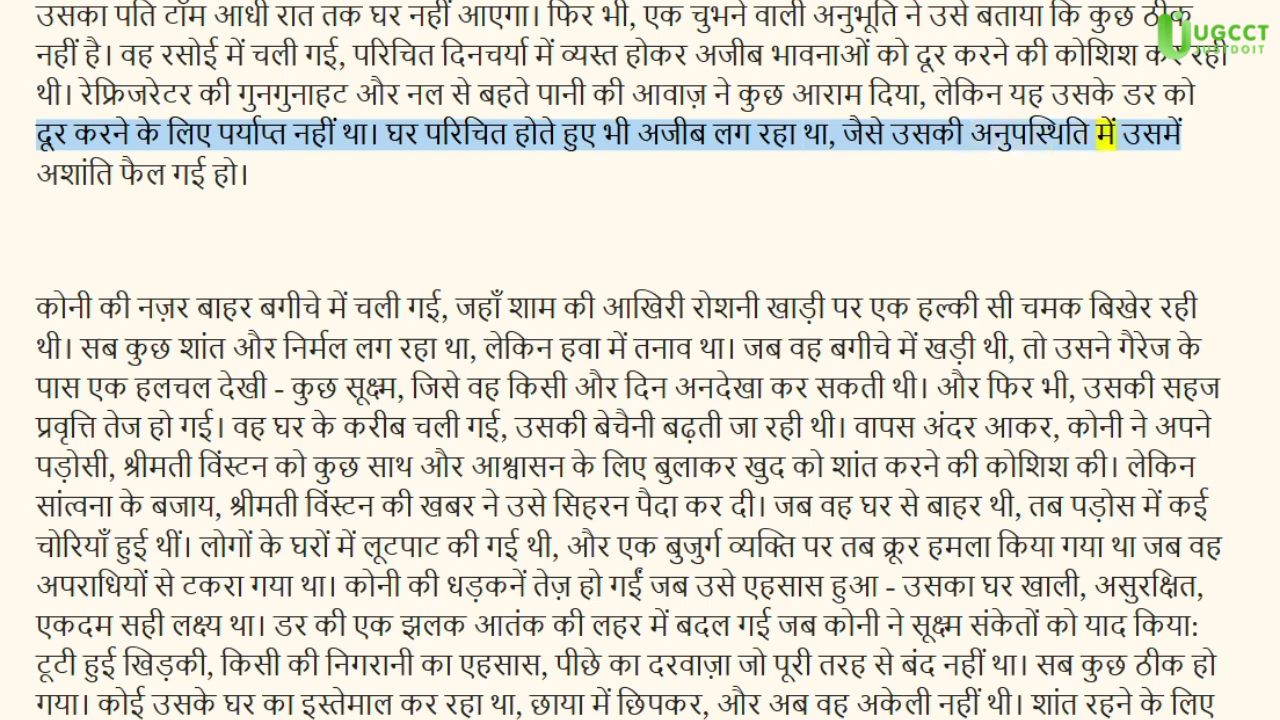 उसका पति टॉम आधी रात तक घर नहीं आएगा। फिर भी, एक चुभने वाली अनुभूति ने उसे बताया कि कुछ ठीक
नहीं है। वह रसोई में चली गई, परिचित दिनचर्या में व्यस्त होकर अजीब भावनाओं को दूर करने की कोशिश कर रही
थी। रेफ्रिजरेटर की गुनगुनाहट और नल से बहते पानी की आवाज़ ने कुछ आराम दिया, लेकिन यह उसके डर को
दूर करने के लिए पर्याप्त नहीं था। घर परिचित होते हुए भी अजीब लग रहा था, जैसे उसकी अनुपस्थिति में उसमें
अशांति फैल गई हो।
कोनी की नज़र बाहर बगीचे में चली गई, जहाँ शाम की आखिरी रोशनी खाड़ी पर एक हल्की सी चमक बिखेर रही
थी। सब कुछ शांत और निर्मल लग रहा था, लेकिन हवा में तनाव था। जब वह बगीचे में खड़ी थी, तो उसने गैरेज के
पास एक हलचल देखी - कुछ सूक्ष्म, जिसे वह किसी और दिन अनदेखा कर सकती थी। और फिर भी, उसकी सहज
प्रवृत्ति तेज हो गई। वह घर के करीब चली गई, उसकी बेचैनी बढ़ती जा रही थी। वापस अंदर आकर, कोनी ने अपने
पड़ोसी, श्रीमती विंस्टन को कुछ साथ और आश्वासन के लिए बुलाकर खुद को शांत करने की कोशिश की। लेकिन
सांत्वना के बजाय, श्रीमती विंस्टन की खबर ने उसे सिहरन पैदा कर दी। जब वह घर से बाहर थी, तब पड़ोस में कई
चोरियाँ हुई थीं। लोगों के घरों में लूटपाट की गई थी, और एक बुजुर्ग व्यक्ति पर तब क्रूर हमला किया गया था जब वह
अपराधियों से टकरा गया था। कोनी की धड़कनें तेज़ हो गईं जब उसे एहसास हुआ - उसका घर खाली, असुरक्षित,
एकदम सही लक्ष्य था। डर की एक झलक आतंक की लहर में बदल गई जब कोनी ने सूक्ष्म संकेतों को याद किया:
टूटी हुई खिड़की, किसी की निगरानी का एहसास, पीछे का दरवाज़ा जो पूरी तरह से बंद नहीं था। सब कुछ ठीक हो
गया। कोई उसके घर का इस्तेमाल कर रहा था, छाया में छिपकर, और अब वह अकेली नहीं थी। शांत रहने के लिए
UGCCT
JUSTDOIT